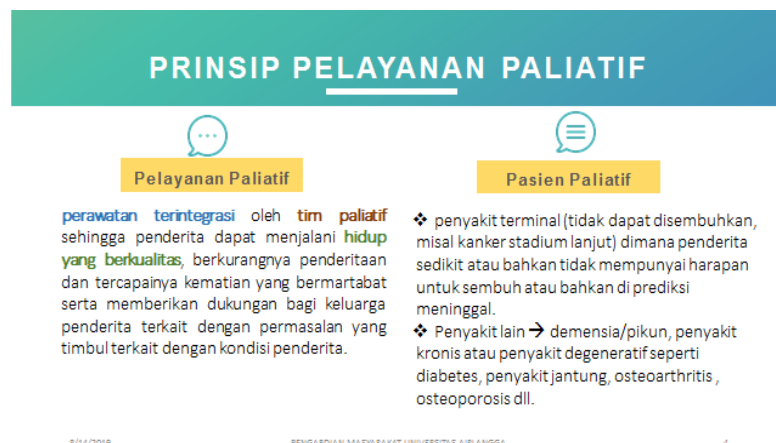 PRINSIP PELAYANAN PALIATIF
Pelayanan Paliatif
perawatan terintegrasi oleh tim paliatif
sehingga penderita dapat menjalani hidup
yang berkualitas, berkurangnya penderitaan
dan tercapainya kematian yang bermartabat
serta memberikan dukungan bagi keluarga
penderita terkait dengan permasalan yang
timbul terkait dengan kondisi penderita.
Pasien Paliatif
❖ penyakit terminal (tidak dapat disembuhkan,
misal kanker stadium lanjut) dimana penderita
sedikit atau bahkan tidak mempunyai harapan
untuk sembuh atau bahkan di prediksi
meninggal.
❖ Penyakit lain → demensia/pikun, penyakit
kronis atau penyakit degeneratif seperti
diabetes, penyakit jantung, osteoarthritis ,
osteoporosis dll.
PENGABDIAN MASYARAKAT UNIVERSITAS AIRLANGGA